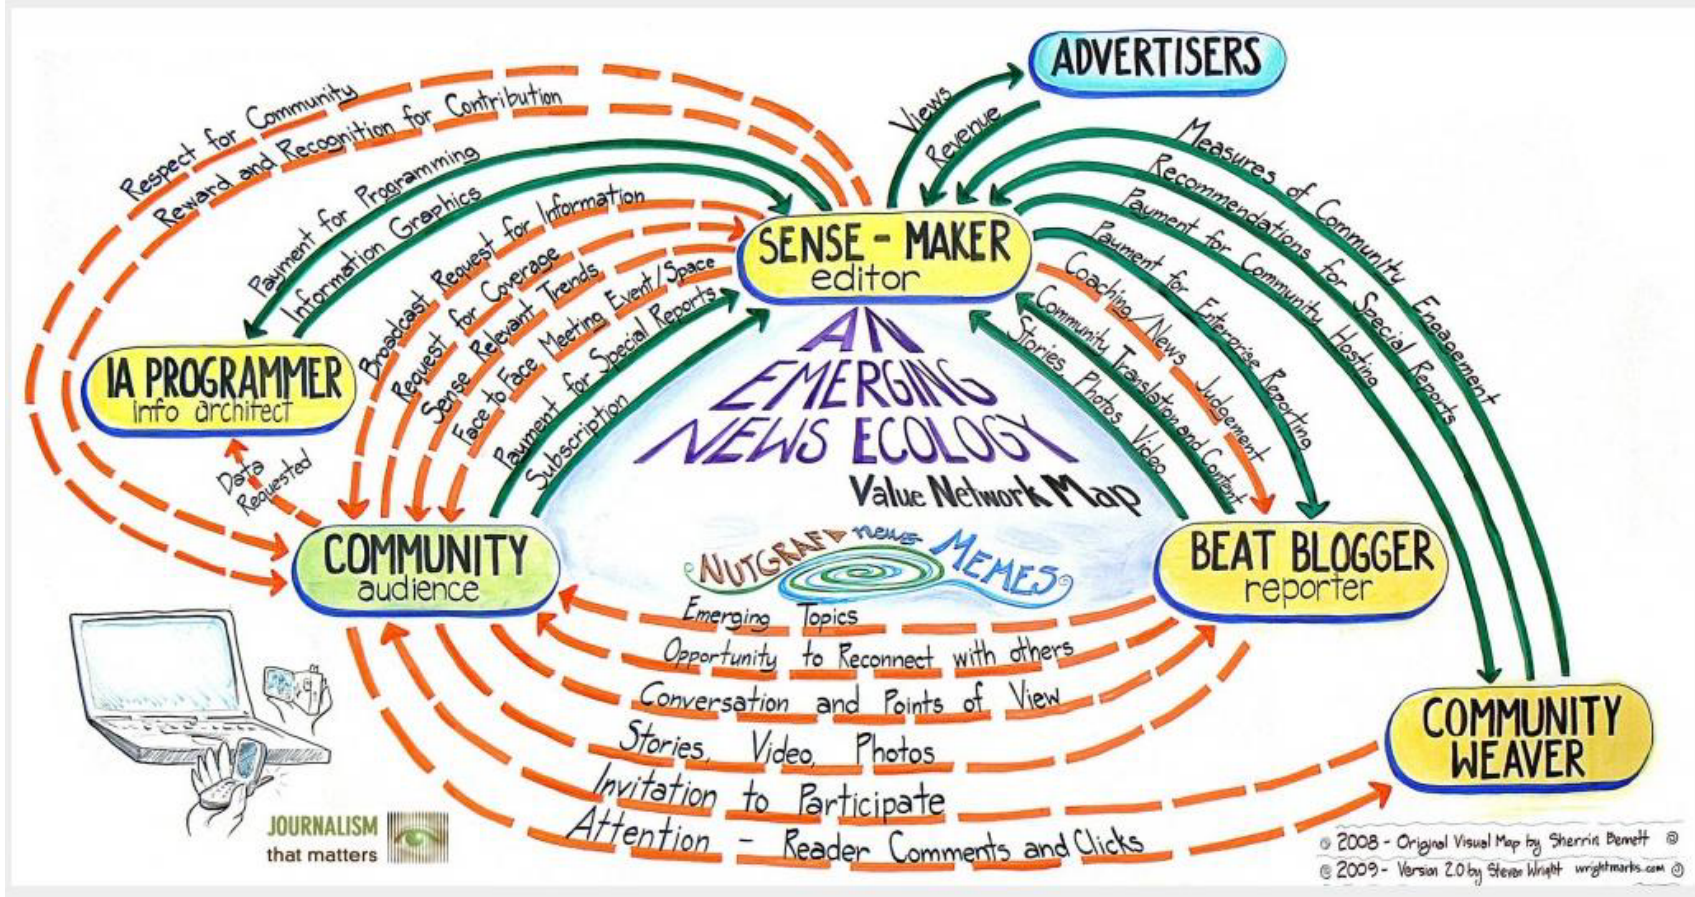 ADVERTISERS
Views
Revenue
Respect for Community
Reward and Recognition for Contribution
Payment for Programming
Information Graphics
Broadcast Request for Information
Request for Coverage
Sense Relevant Trends
Face to Face Meeting Event/Space
Payment for Special Reports
Subscription
SENSE - MAKER
editor
Measures of Community Engagement
Recommendations for Special Reports
Payment for Community Hosting
Payment for Enterprise Reporting
Coaching/News Judgement
Community Translation and Content
Stories, Photos, Video
AN
EMERGING
NEWS ECOLOGY
Value Network Map
IA PROGRAMMER
info architect
Data
Requested
COMMUNITY
audience
NUTGRAF news MEMES
BEAT BLOGGER
reporter
Emerging Topics
Opportunity to Reconnect with others
Conversation and Points of View
Stories, Video, Photos
Invitation to Participate
Attention - Reader Comments and Clicks
COMMUNITY
WEAVER
JOURNALISM
that matters
© 2008 - Original Visual Map by Sherrin Bennett
© 2009 - Version 2.0 by Steven Wright wrightmarks.com